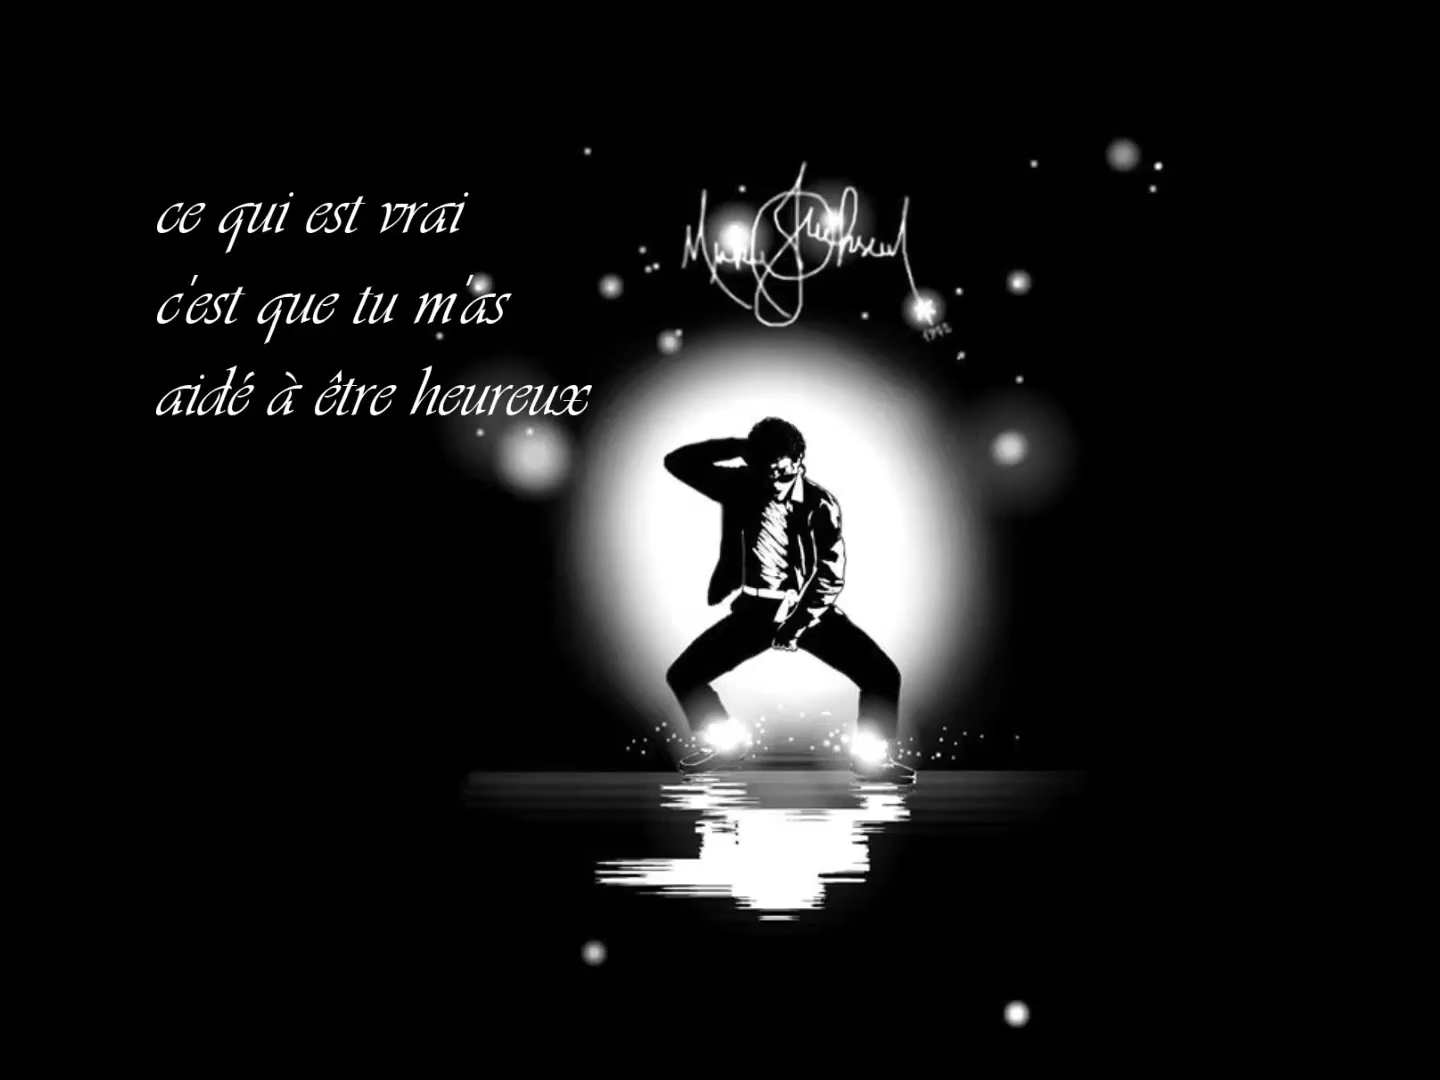 ce qui est vrai
c'est que tu m'as
aidé à être heureux